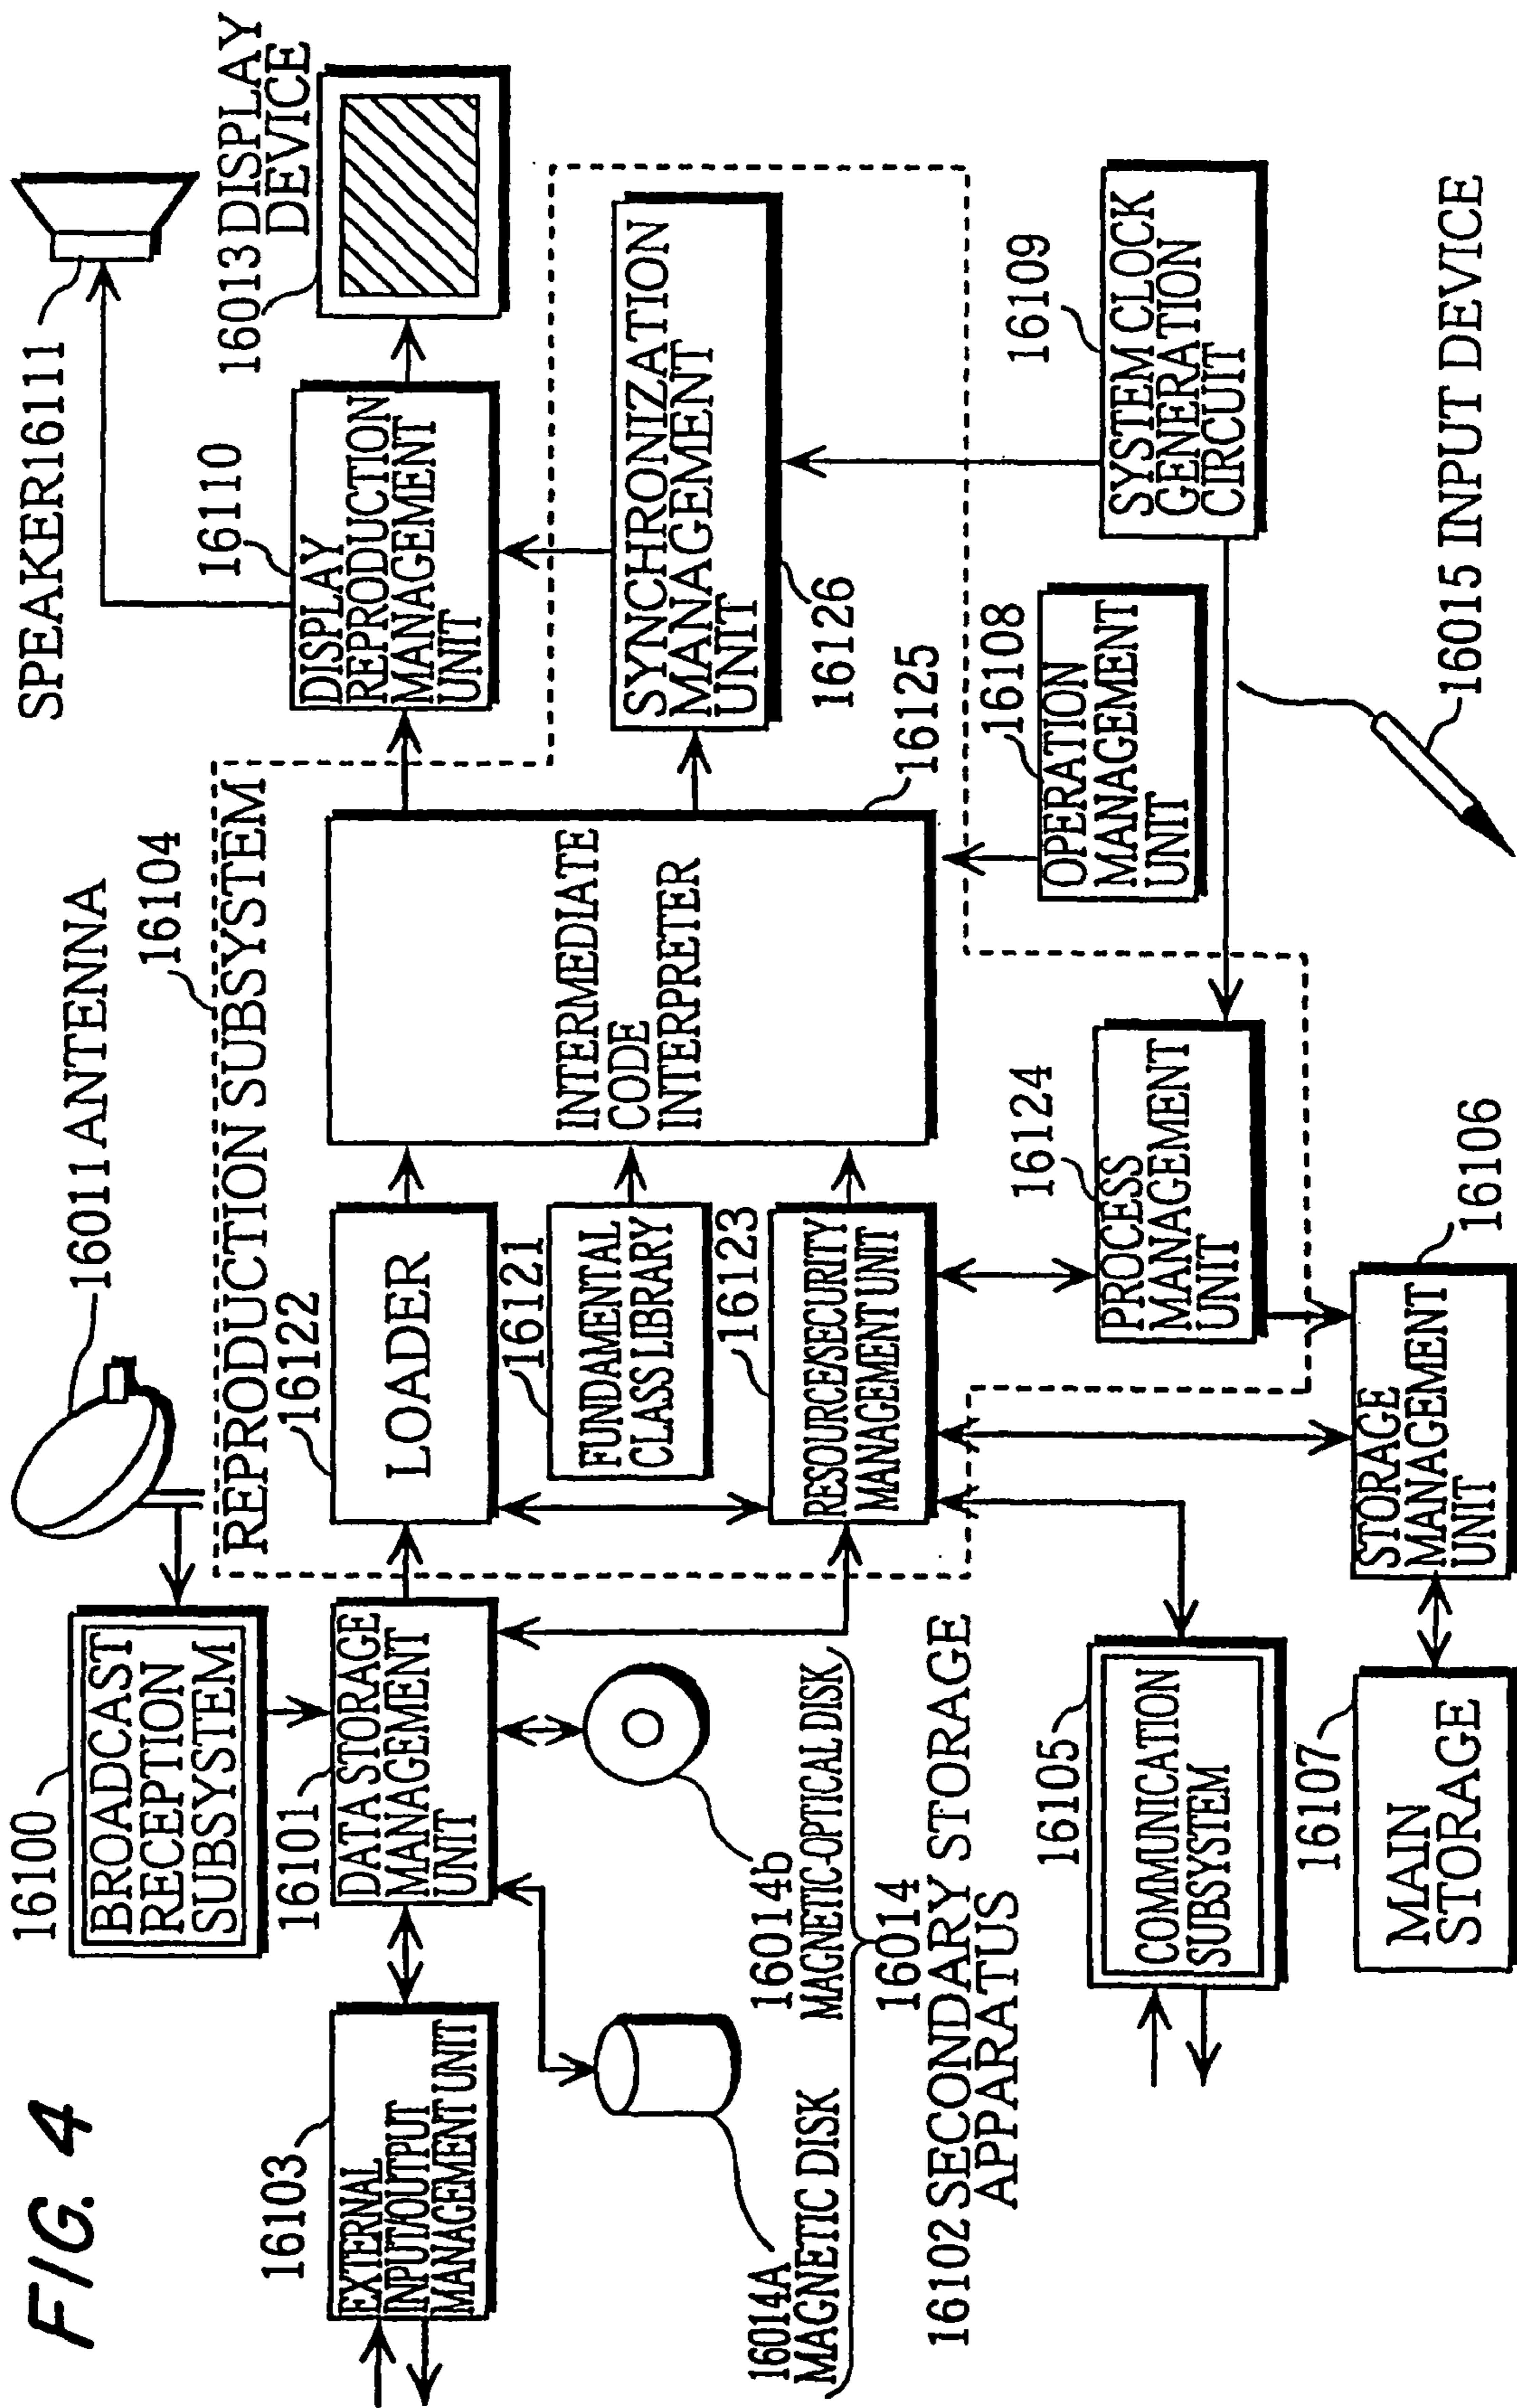 FIG. 4
16011 ANTENNA
SPEAKER 16111
16100
BROADCAST
RECEPTION
SUBSYSTEM
16104
REPRODUCTION SUBSYSTEM
16110
DISPLAY
REPRODUCTION
MANAGEMENT
UNIT
16013 DISPLAY
DEVICE
16103
EXTERNAL
INPUT/OUTPUT
MANAGEMENT UNIT
16101
DATA STORAGE
MANAGEMENT
UNIT
16122
LOADER
16121
FUNDAMENTAL
CLASS LIBRARY
16123
RESOURCE/SECURITY
MANAGEMENT UNIT
INTERMEDIATE
CODE
INTERPRETER
16125
SYNCHRONIZATION
MANAGEMENT
UNIT
16126
16014A
MAGNETIC DISK
16014b
MAGNETIC-OPTICAL DISK
16014
16102 SECONDARY STORAGE
APPARATUS
16124
PROCESS
MANAGEMENT
UNIT
16108
OPERATION
MANAGEMENT
UNIT
16109
SYSTEM CLOCK
GENERATION
CIRCUIT
16105
COMMUNICATION
SUBSYSTEM
16107
MAIN
STORAGE
16106
STORAGE
MANAGEMENT
UNIT
16015 INPUT DEVICE